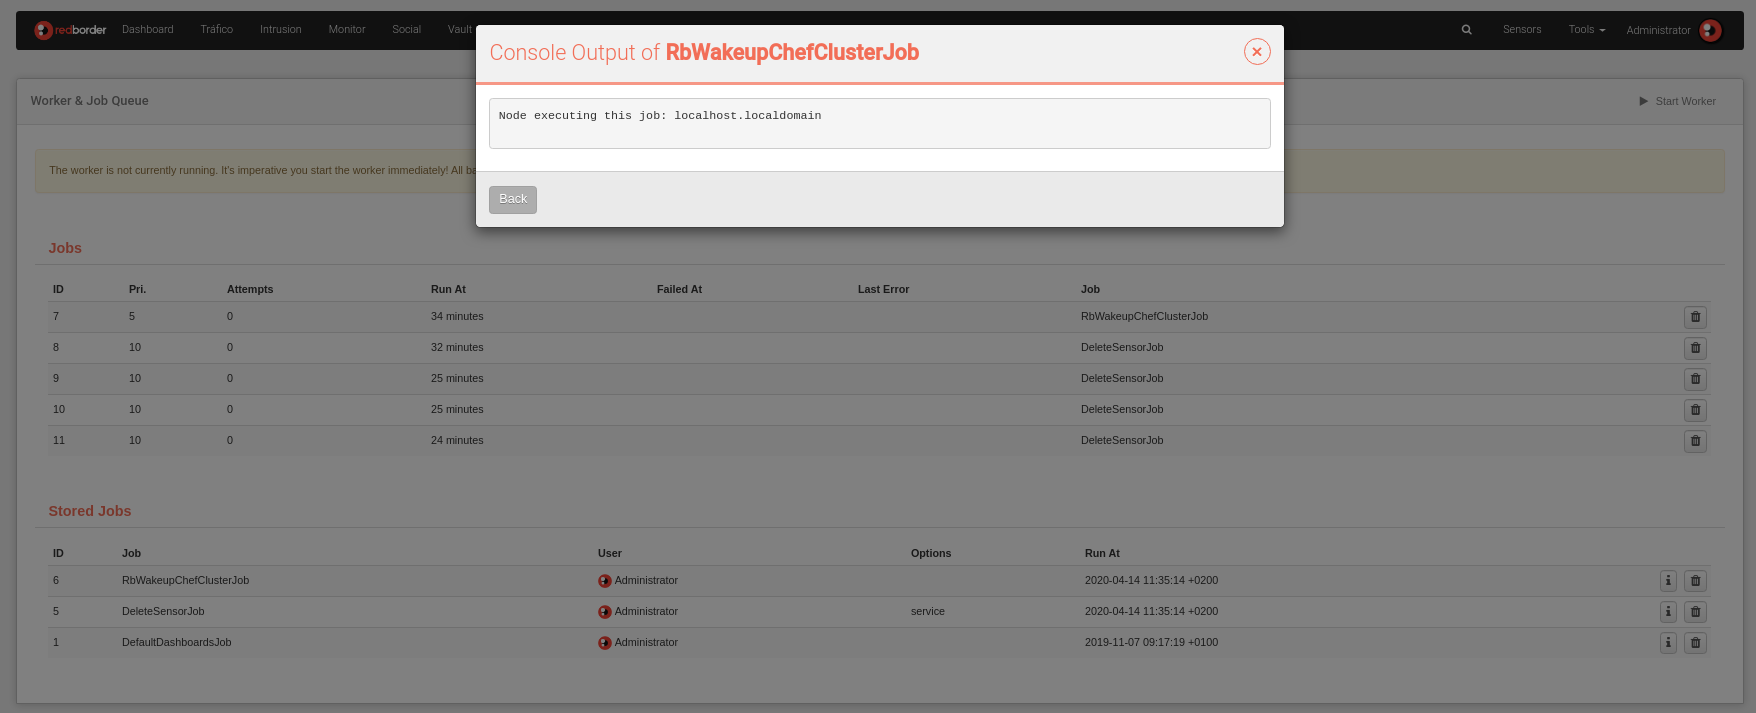 redborder Dashboard Tráfico Intrusion Monitor Social Vault Sensors Tools Administrator
Console Output of RbWakeupChefClusterJob
Worker & Job Queue Start Worker
Node executing this job: localhost.localdomain
The worker is not currently running. It's imperative you start the worker immediately! All
Back
Jobs
ID Pri. Attempts Run At Failed At Last Error Job
7 5 0 34 minutes RbWakeupChefClusterJob
8 10 0 32 minutes DeleteSensorJob
9 10 0 25 minutes DeleteSensorJob
10 10 0 25 minutes DeleteSensorJob
11 10 0 24 minutes DeleteSensorJob
Stored Jobs
ID Job User Options Run At
6 RbWakeupChefClusterJob Administrator 2020-04-14 11:35:14 +0200
5 DeleteSensorJob Administrator service 2020-04-14 11:35:14 +0200
1 DefaultDashboardsJob Administrator 2019-11-07 09:17:19 +0100